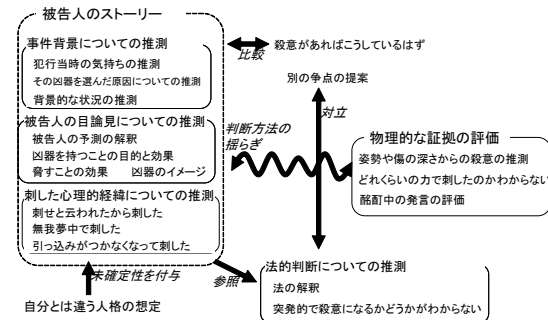 被告人のストーリー
事件背景についての推測
犯行当時の気持ちの推測
その凶器を選んだ原因についての推測
背景的な状況の推測
被告人の目論見についての推測
被告人の予測の解釈
凶器を持つことの目的と効果
脅すことの効果 凶器のイメージ
刺した心理的経緯についての推測
刺せと云われたから刺した
無我夢中で刺した
引っ込みがつかなくなって刺した
未確定性を付与
自分とは違う人格の想定
比較
殺意があればこうしているはず
別の争点の提案
対立
判断方法の
揺らぎ
物理的な証拠の評価
姿勢や傷の深さからの殺意の推測
どれくらいの力で刺したのかわからない
酩酊中の発言の評価
参照
法的判断についての推測
法の解釈
突発的で殺意になるかどうかがわからない